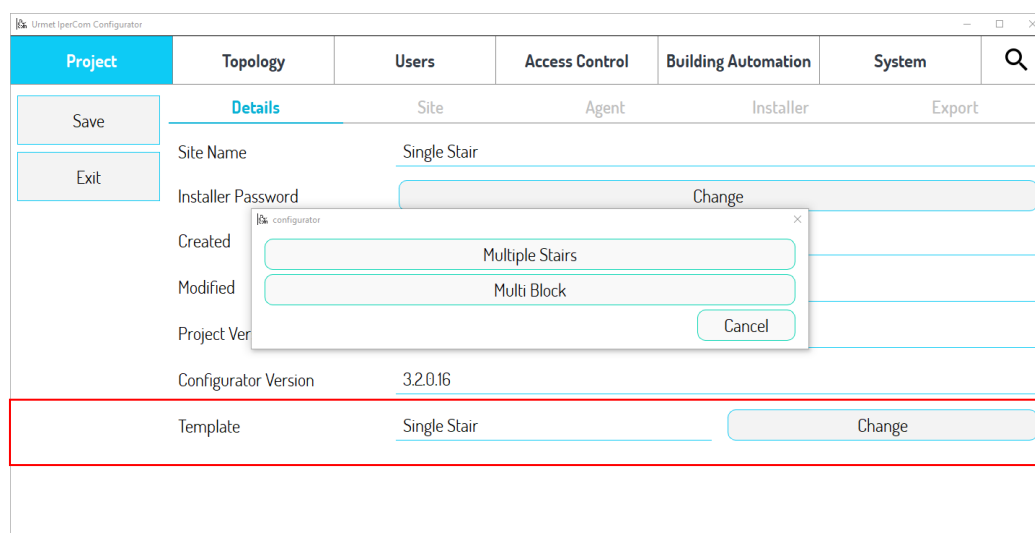 Urmet IperCom Configurator
Project Topology Users Access Control Building Automation System
Save
Exit
Details Site Agent Installer Export
Site Name Single Stair
Installer Password Change
Created
Modified
Project Ver
Configurator Version 3.2.0.16
Template Single Stair Change
configurator
Multiple Stairs
Multi Block
Cancel